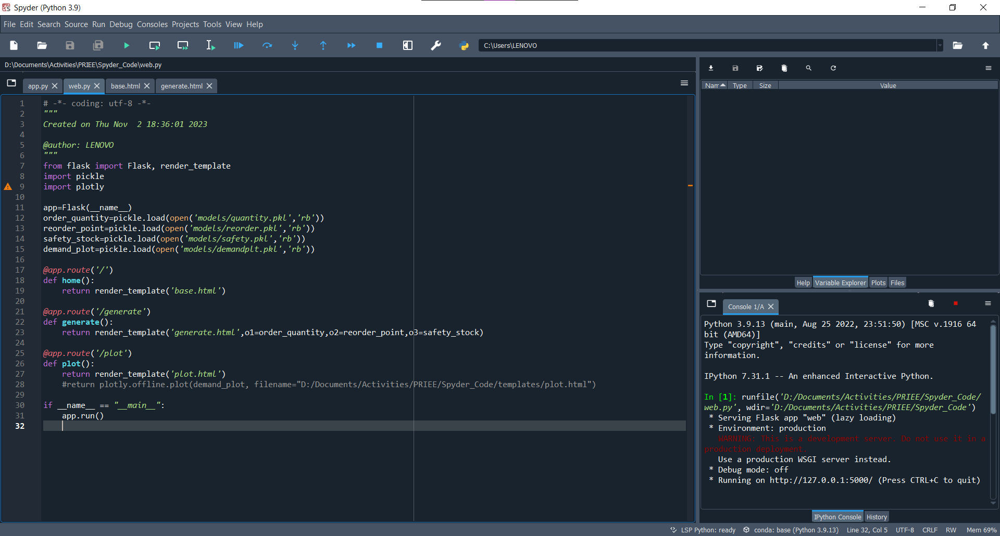 Spyder (Python 3.9)
File Edit Search Source Run Debug Consoles Projects Tools View Help
C:\Users\LENOVO
D:\Documents\Activities\PRIEE\Spyder_Code\web.py
app.py web.py base.html generate.html
1 # -*- coding: utf-8 -*-
2 """
3 Created on Thu Nov  2 18:36:01 2023
4
5 @author: LENOVO
6 """
7 from flask import Flask, render_template
8 import pickle
9 import plotly
10
11 app=Flask(__name__)
12 order_quantity=pickle.load(open('models/quantity.pkl','rb'))
13 reorder_point=pickle.load(open('models/reorder.pkl','rb'))
14 safety_stock=pickle.load(open('models/safety.pkl','rb'))
15 demand_plot=pickle.load(open('models/demandplt.pkl','rb'))
16
17 @app.route('/')
18 def home():
19     return render_template('base.html')
20
21 @app.route('/generate')
22 def generate():
23     return render_template('generate.html',o1=order_quantity,o2=reorder_point,o3=safety_stock)
24
25 @app.route('/plot')
26 def plot():
27     return render_template('plot.html')
28     #return plotly.offline.plot(demand_plot, filename="D:/Documents/Activities/PRIEE/Spyder_Code/templates/plot.html")
29
30 if __name__ == "__main__":
31     app.run()
32
Nam Type Size Value
Help Variable Explorer Plots Files
Console 1/A
Python 3.9.13 (main, Aug 25 2022, 23:51:50) [MSC v.1916 64
bit (AMD64)]
Type "copyright", "credits" or "license" for more
information.
IPython 7.31.1 -- An enhanced Interactive Python.
In [1]: runfile('D:/Documents/Activities/PRIEE/Spyder_Code/
web.py', wdir='D:/Documents/Activities/PRIEE/Spyder_Code')
 * Serving Flask app "web" (lazy loading)
 * Environment: production
   WARNING: This is a development server. Do not use it in a
production deployment.
   Use a production WSGI server instead.
 * Debug mode: off
 * Running on http://127.0.0.1:5000/ (Press CTRL+C to quit)
IPython Console History
LSP Python: ready conda: base (Python 3.9.13) Line 32, Col 5 UTF-8 CRLF RW Mem 69%